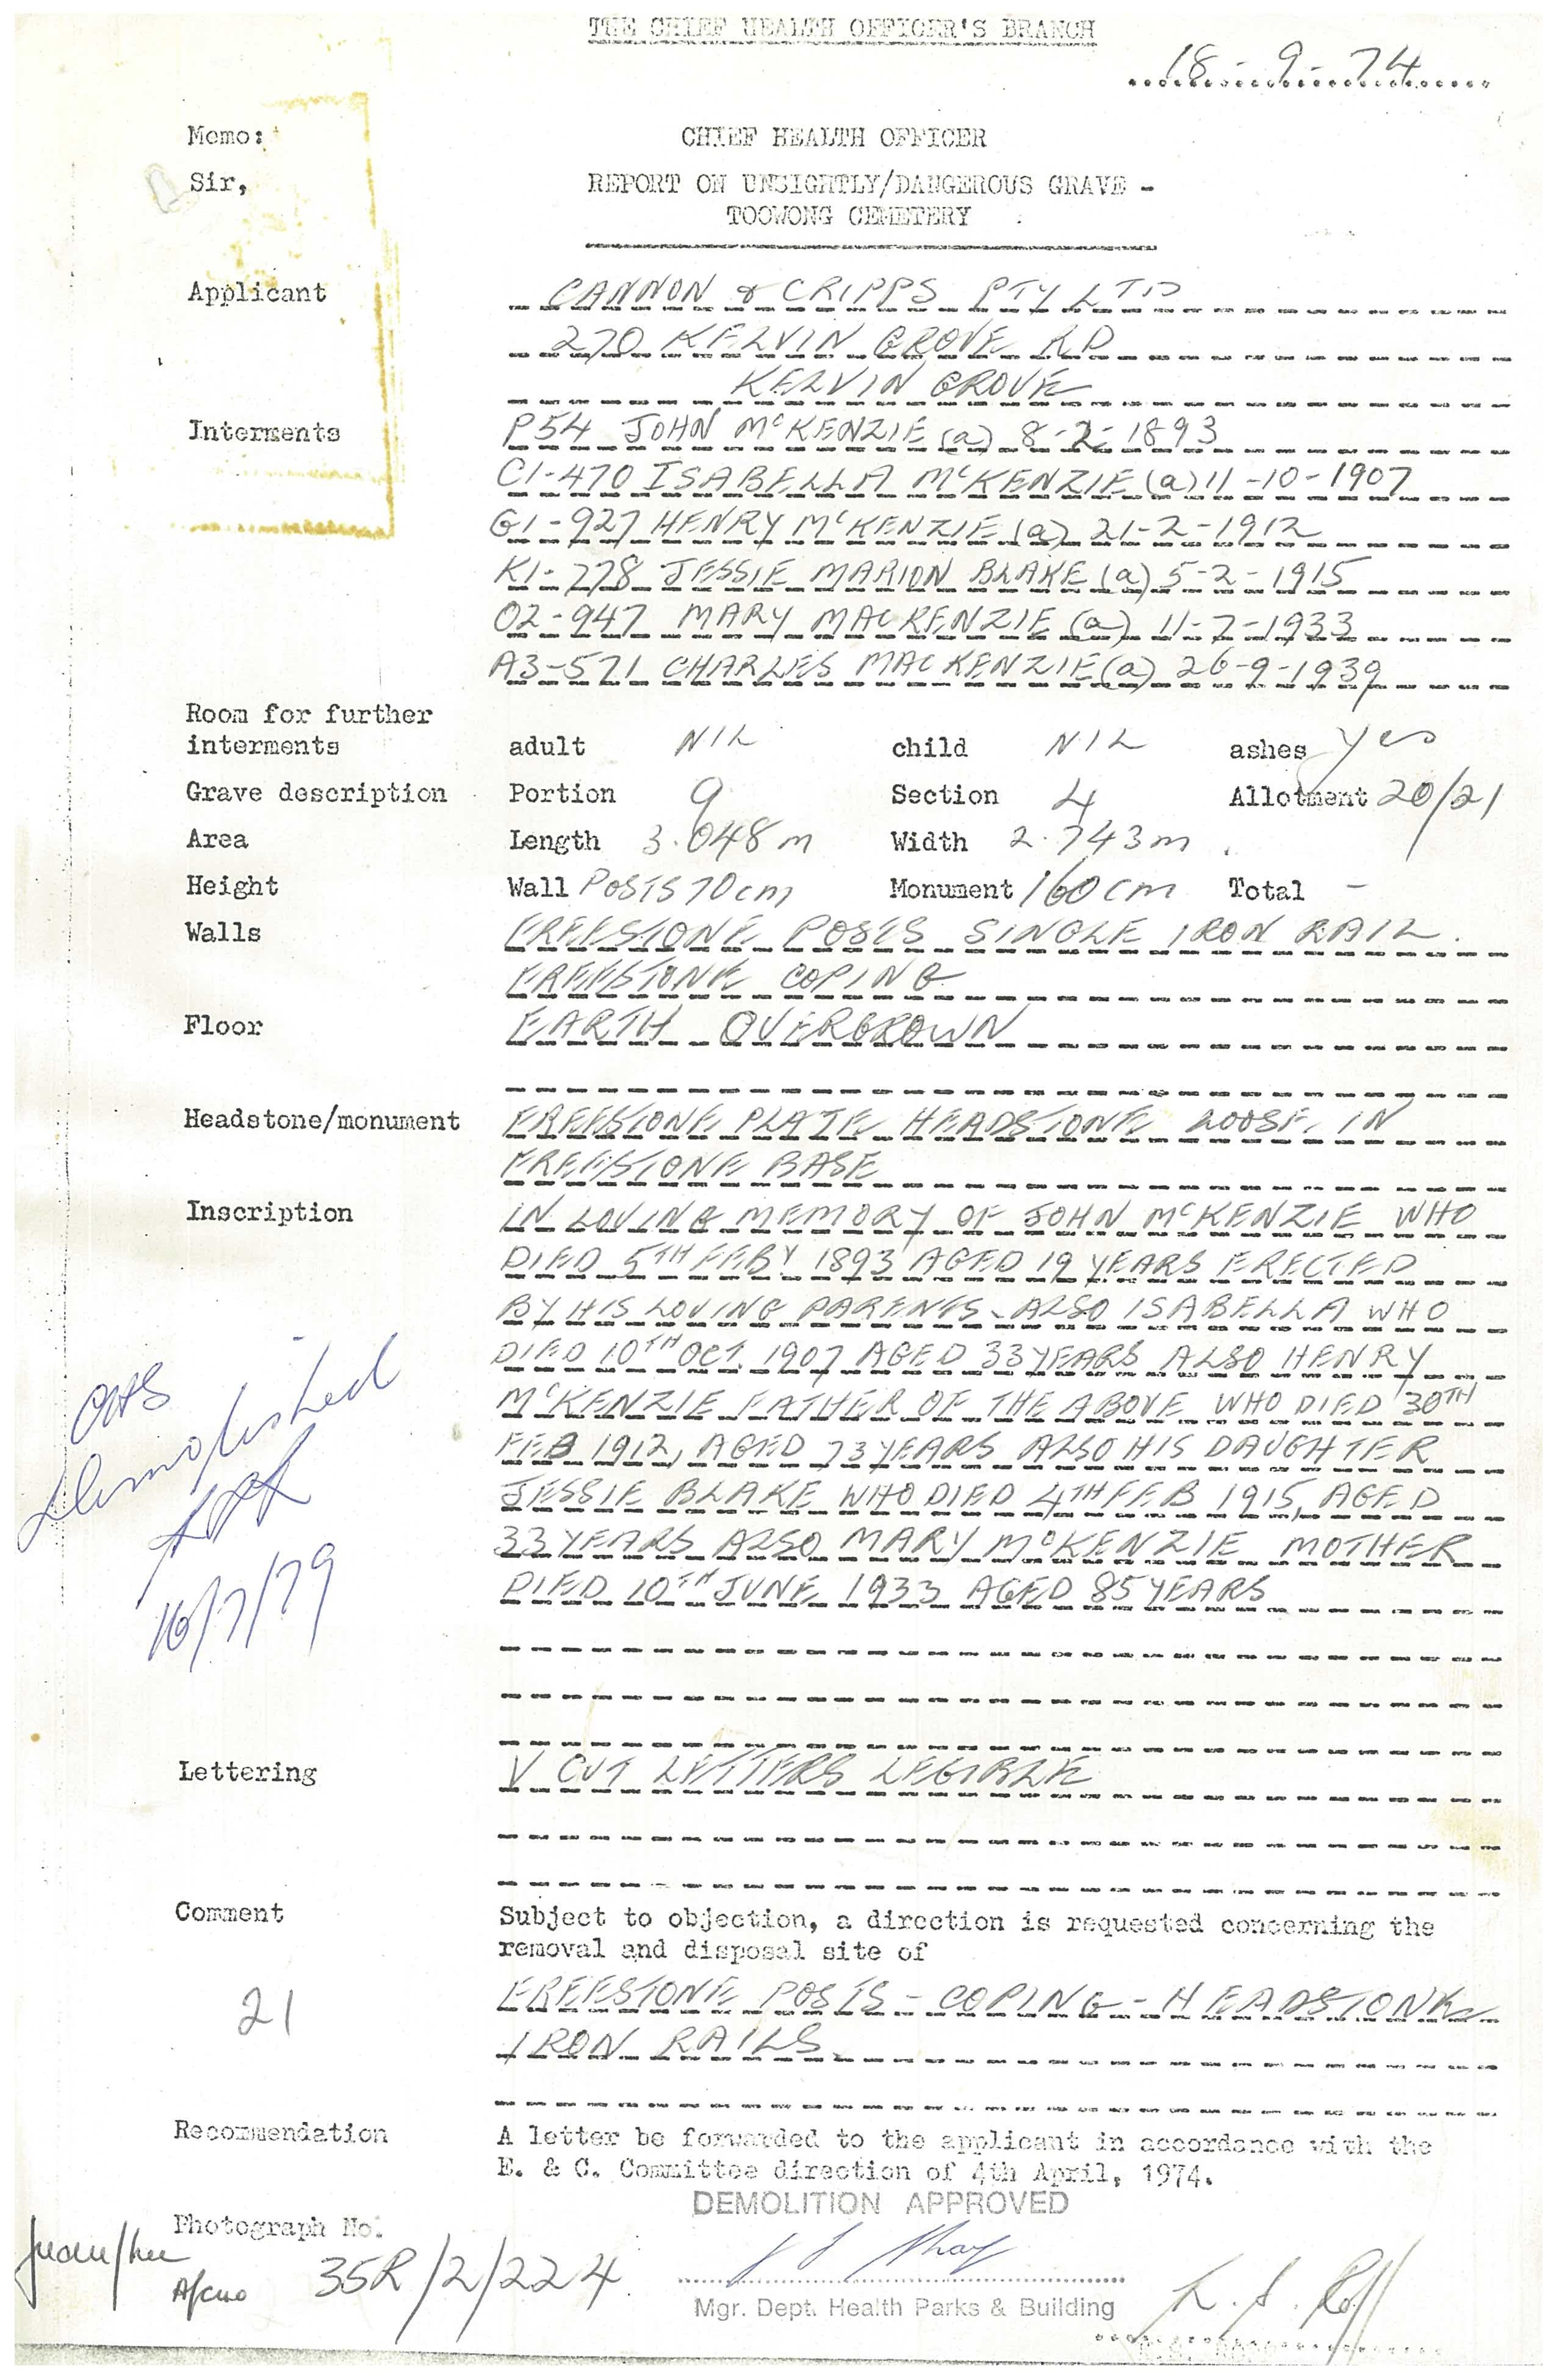 THE CHIEF HEALTH OFFICER'S BRANCH
18-9-74
Memo:
CHIEF HEALTH OFFICER
Sir,
REPORT ON UNSIGHTLY/DANGEROUS GRAVE -
TOOWONG CEMETERY
Applicant CANNON & CRIPPS PTY LTD
270 KELVIN GROVE RD
KELVIN GROVE
Interments P54 JOHN McKENZIE (a) 8-2-1893
C1-470 ISABELLA McKENZIE (a) 11-10-1907
G1-927 HENRY McKENZIE (a) 21-2-1912
K1-778 JESSIE MARION BLAKE (a) 5-2-1915
O2-947 MARY MACKENZIE (a) 11-7-1933
A3-571 CHARLES MACKENZIE (a) 26-9-1939
Room for further
interments adult NIL child NIL ashes yes
Grave description Portion 9 Section 4 Allotment 20/21
Area Length 3.048m Width 2.743m
Height Wall POSTS 70cm Monument 160cm Total -
Walls FREESTONE POSTS SINGLE IRON RAIL.
FREESTONE COPING
Floor EARTH OVERGROWN
Headstone/monument FREESTONE PLATE HEADSTONE LOOSE IN
FREESTONE BASE
Inscription IN LOVING MEMORY OF JOHN McKENZIE WHO
DIED 5TH FEBY 1893 AGED 19 YEARS ERECTED
BY HIS LOVING PARENTS. ALSO ISABELLA WHO
DIED 10TH OCT. 1907 AGED 33 YEARS ALSO HENRY
McKENZIE FATHER OF THE ABOVE WHO DIED 30TH
FEB 1912, AGED 73 YEARS ALSO HIS DAUGHTER
JESSIE BLAKE WHO DIED 4TH FEB 1915, AGED
33 YEARS ALSO MARY McKENZIE MOTHER
DIED 10TH JUNE 1933 AGED 85 YEARS
Demolished
16/7/79
Lettering V CUT LETTERS LEGIBLE
Comment Subject to objection, a direction is requested concerning the
removal and disposal site of
21 FREESTONE POSTS - COPING - HEADSTONE
IRON RAILS.
Recommendation A letter be forwarded to the applicant in accordance with the
E. & C. Committee direction of 4th April, 1974.
DEMOLITION APPROVED
Photograph No.
35R/2/224
Mgr. Dept. Health Parks & Building